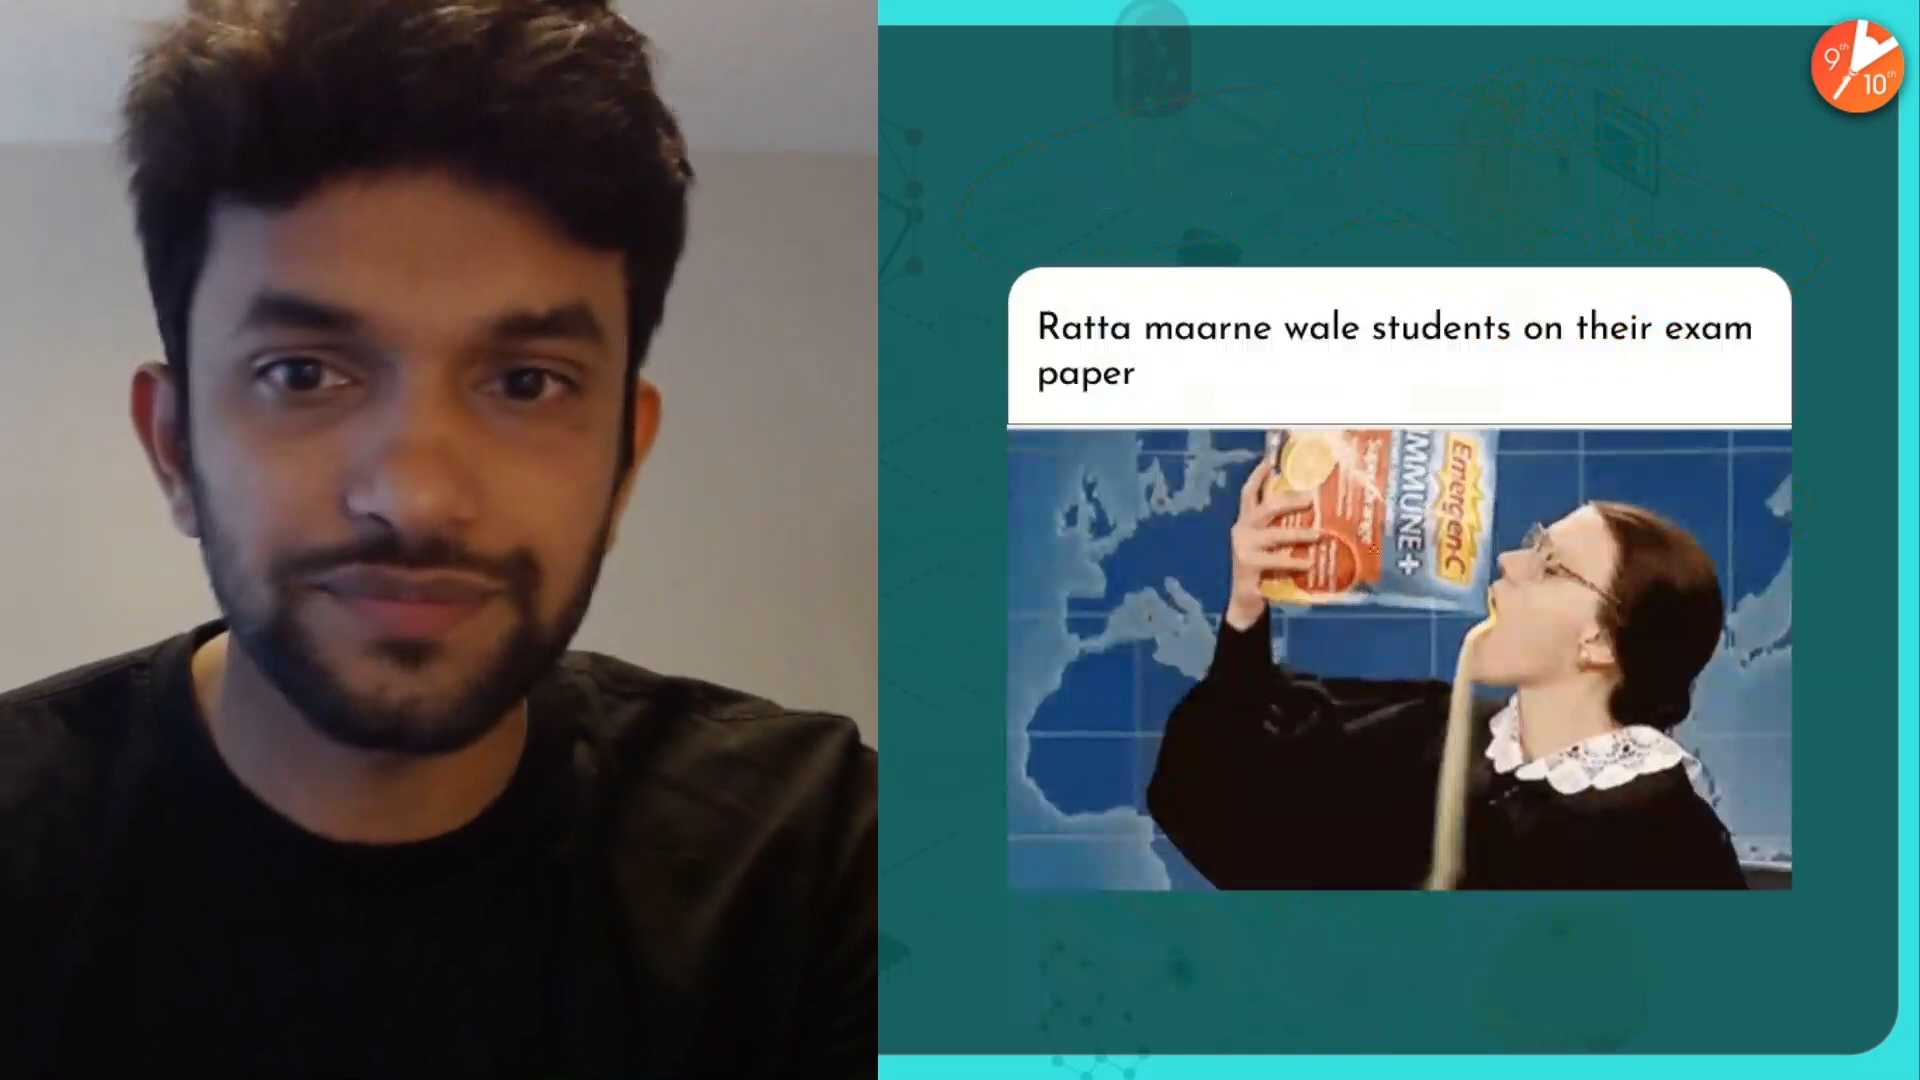 9th
10th
Ratta maarne wale students on their exam
paper
Emergen-C
IMMUNE+